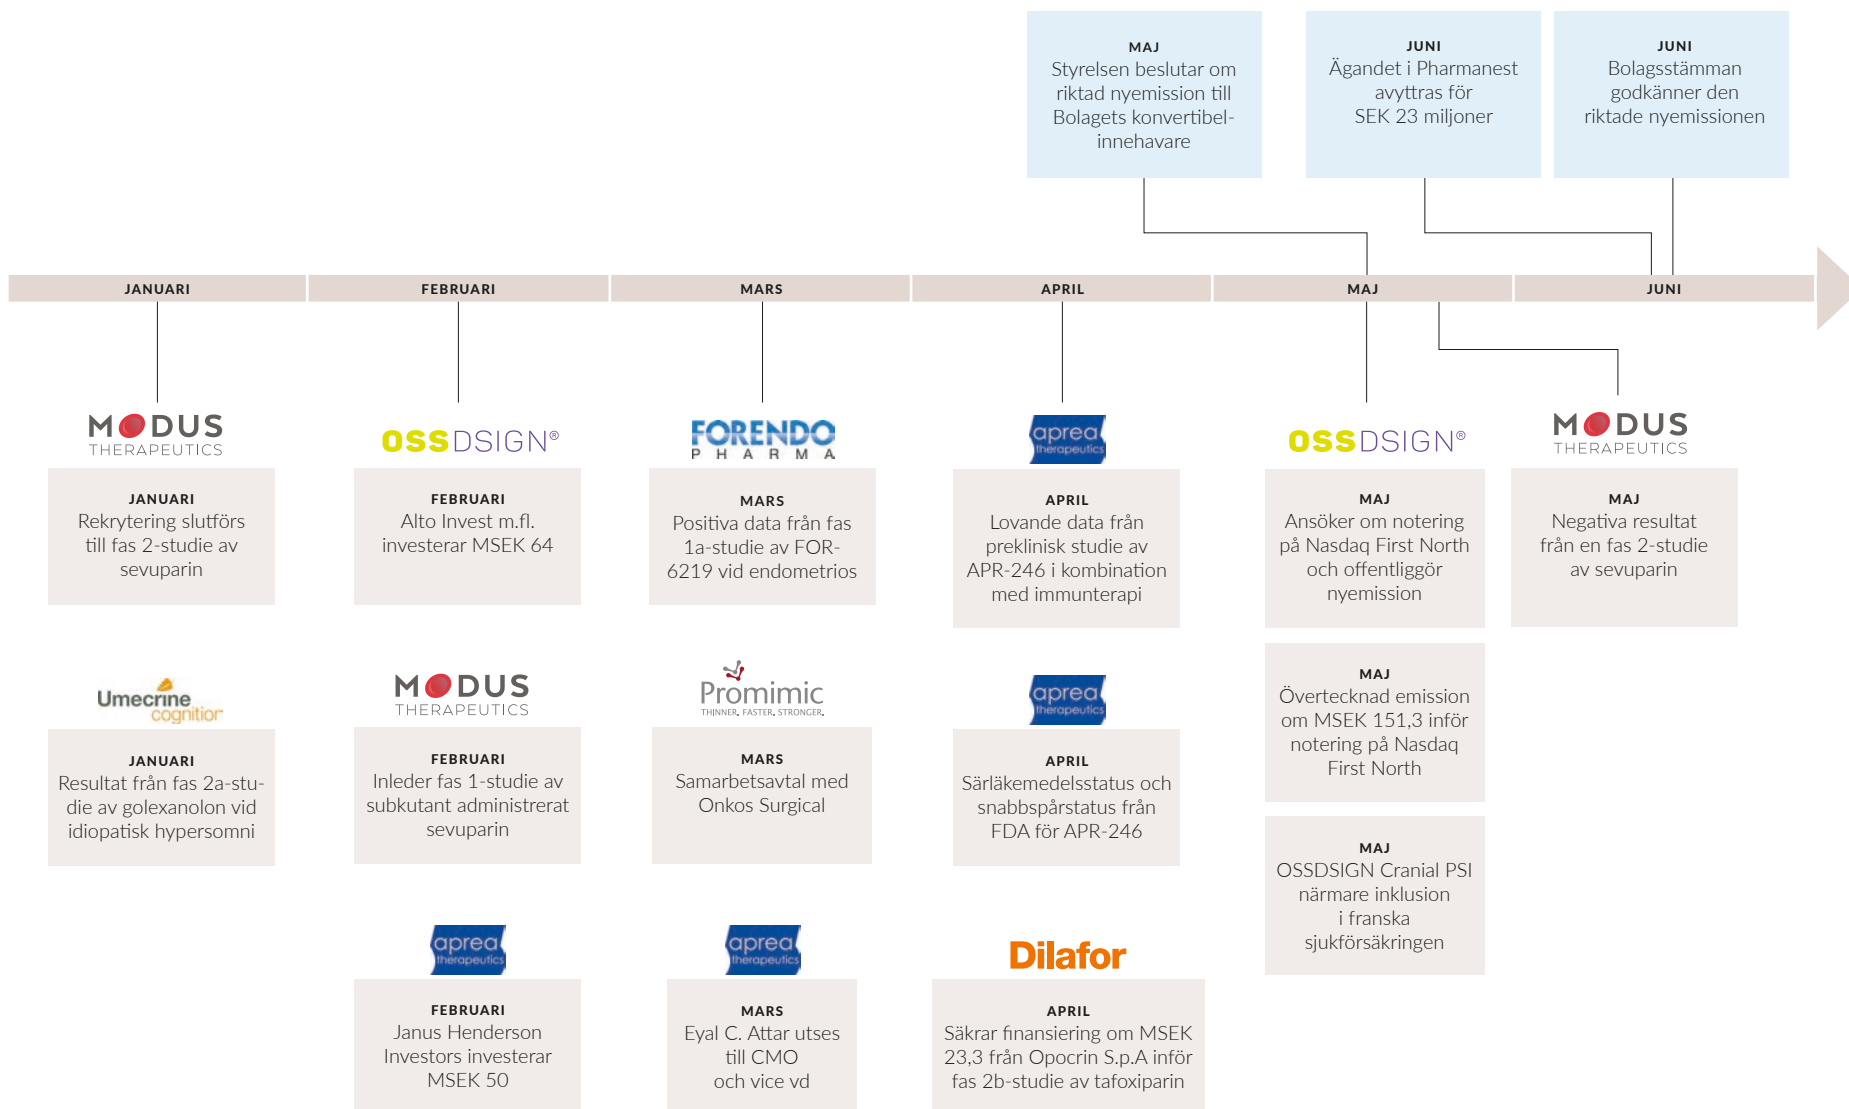 MAJ
Styrelsen beslutar om
riktad nyemission till
Bolagets konvertibel-
innehavare
JUNI
Ägandet i Pharmanest
avyttras för
SEK 23 miljoner
JUNI
Bolagsstämman
godkänner den
riktade nyemissionen
JANUARI
FEBRUARI
MARS
APRIL
MAJ
JUNI
MODUS
THERAPEUTICS
JANUARI
Rekrytering slutförs
till fas 2-studie av
sevuparin
OSSDSIGN®
FEBRUARI
Alto Invest m.fl.
investerar MSEK 64
FORENDO
PHARMA
MARS
Positiva data från fas
1a-studie av FOR-
6219 vid endometrios
aprea
therapeutics
APRIL
Lovande data från
preklinisk studie av
APR-246 i kombination
med immunterapi
OSSDSIGN®
MAJ
Ansöker om notering
på Nasdaq First North
och offentliggör
nyemission
MODUS
THERAPEUTICS
MAJ
Negativa resultat
från en fas 2-studie
av sevuparin
Umecrine
cognition
JANUARI
Resultat från fas 2a-stu-
die av golexanolon vid
idiopatisk hypersomni
MODUS
THERAPEUTICS
FEBRUARI
Inleder fas 1-studie av
subkutant administrerat
sevuparin
Promimic
THINNER. FASTER. STRONGER.
MARS
Samarbetsavtal med
Onkos Surgical
aprea
therapeutics
APRIL
Särläkemedelsstatus och
snabbspårstatus från
FDA för APR-246
MAJ
Övertecknad emission
om MSEK 151,3 inför
notering på Nasdaq
First North
MAJ
OSSDSIGN Cranial PSI
närmare inklusion
i franska
sjukförsäkringen
aprea
therapeutics
FEBRUARI
Janus Henderson
Investors investerar
MSEK 50
aprea
therapeutics
MARS
Eyal C. Attar utses
till CMO
och vice vd
Dilafor
APRIL
Säkrar finansiering om MSEK
23,3 från Opocrin S.p.A inför
fas 2b-studie av tafoxiparin